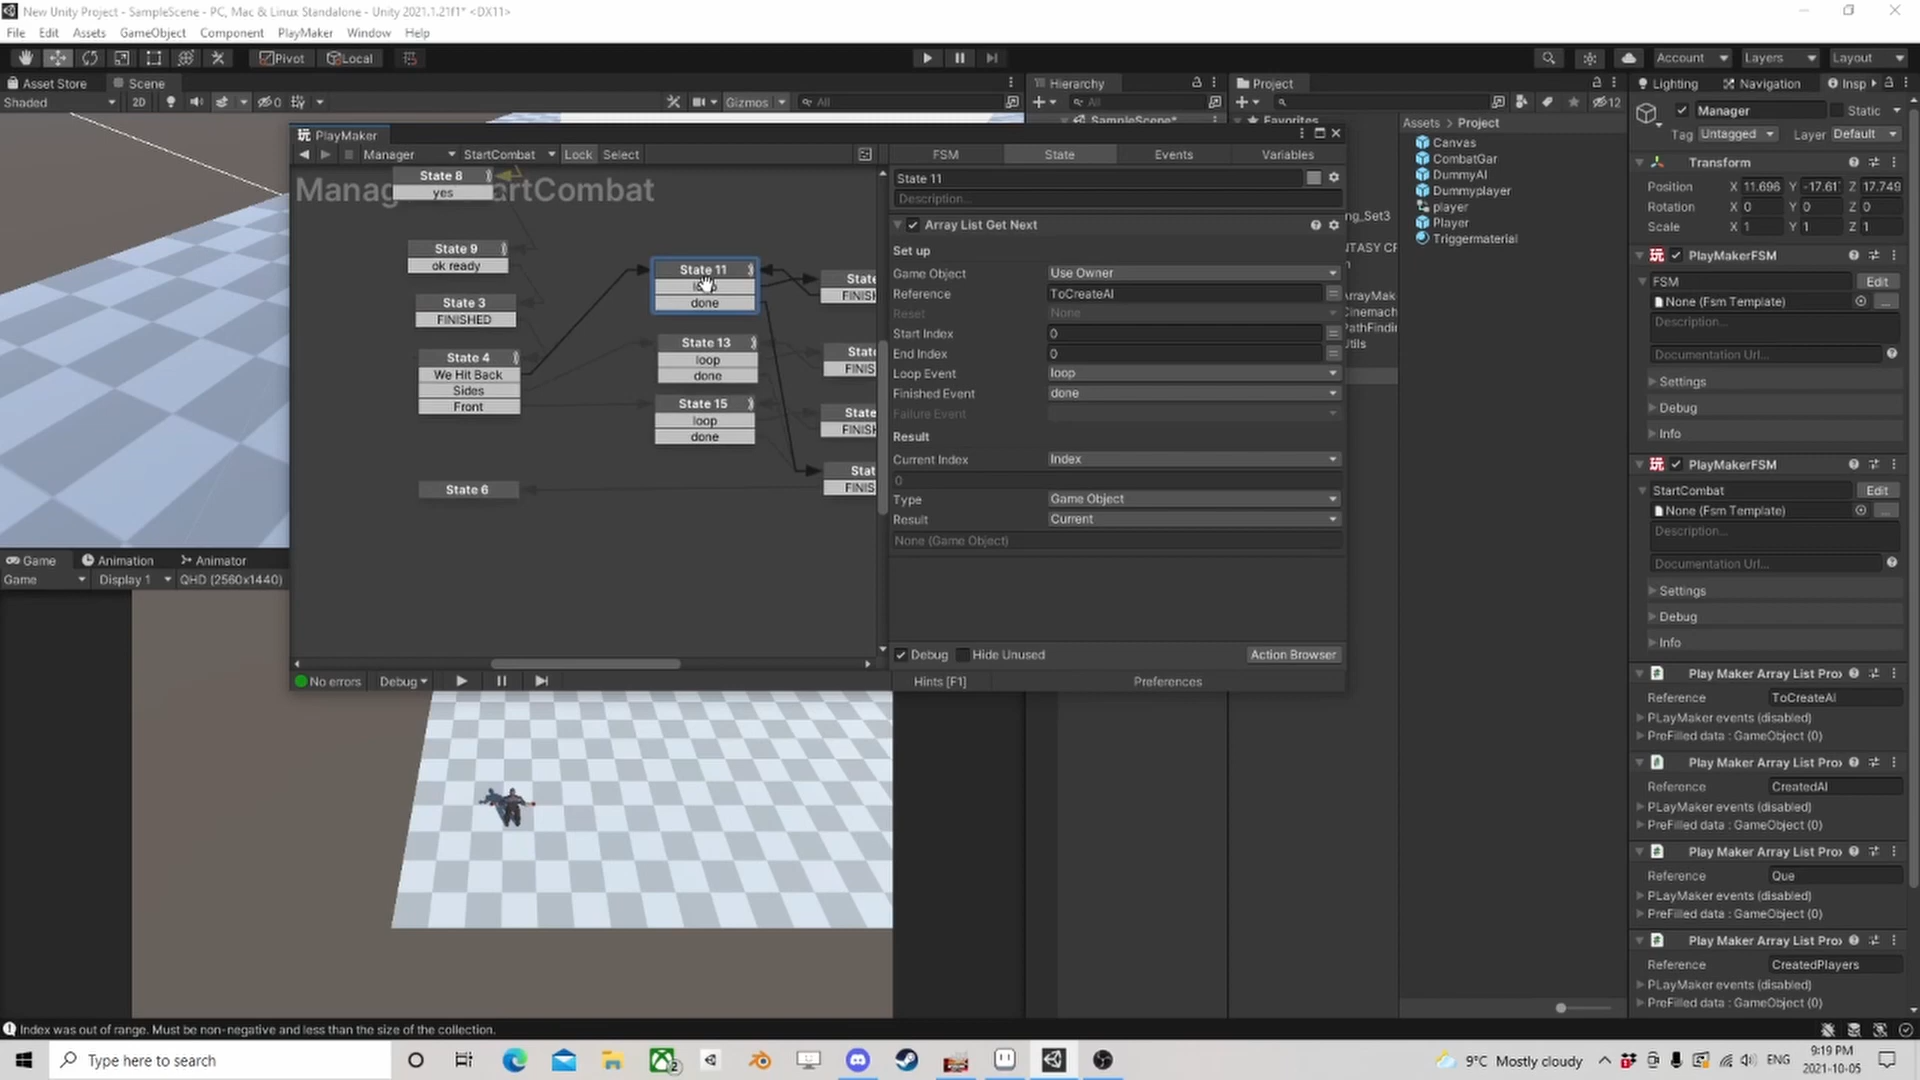 New Unity Project - SampleScene - PC, Mac & Linux Standalone - Unity 2021.1.21f1* <DX11>
File Edit Assets GameObject Component PlayMaker Window Help
Pivot Local Account Layers Layout
Asset Store Scene Hierarchy Project Lighting Navigation Insp
Shaded 2D Gizmos All All 12
SampleScene* Favorites
Assets > Project
Canvas
CombatGar
DummyAI
Dummyplayer
player
Player
Triggermaterial
PlayMaker
Manager StartCombat Lock Select
FSM State Events Variables
State 8
yes
State 9
ok ready
State 3
FINISHED
State 4
We Hit Back
Sides
Front
State 6
State 11
done
State 13
loop
done
State 15
loop
done
State 11
Description...
Array List Get Next
Set up
Game Object Use Owner
Reference ToCreateAI
Reset None
Start Index 0
End Index 0
Loop Event loop
Finished Event done
Failure Event
Result
Current Index Index
0
Type Game Object
Result Current
None (Game Object)
Debug Hide Unused Action Browser
No errors Debug Hints [F1] Preferences
Game Animation Animator
Game Display 1 QHD (2560x1440)
Manager Static
Tag Untagged Layer Default
Transform
Position X 11.696 Y -17.61 Z 17.749
Rotation X 0 Y 0 Z 0
Scale X 1 Y 1 Z 1
PlayMakerFSM
FSM Edit
None (Fsm Template) ...
Description...
Documentation Url...
Settings
Debug
Info
PlayMakerFSM
StartCombat Edit
None (Fsm Template) ...
Description...
Documentation Url...
Settings
Debug
Info
Play Maker Array List Pro
Reference ToCreateAI
PLayMaker events (disabled)
PreFilled data : GameObject (0)
Play Maker Array List Pro
Reference CreatedAI
PLayMaker events (disabled)
PreFilled data : GameObject (0)
Play Maker Array List Pro
Reference Que
PLayMaker events (disabled)
PreFilled data : GameObject (0)
Play Maker Array List Pro
Reference CreatedPlayers
PLayMaker events (disabled)
PreFilled data : GameObject (0)
Index was out of range. Must be non-negative and less than the size of the collection.
Type here to search
9°C Mostly cloudy ENG 9:19 PM
2021-10-05